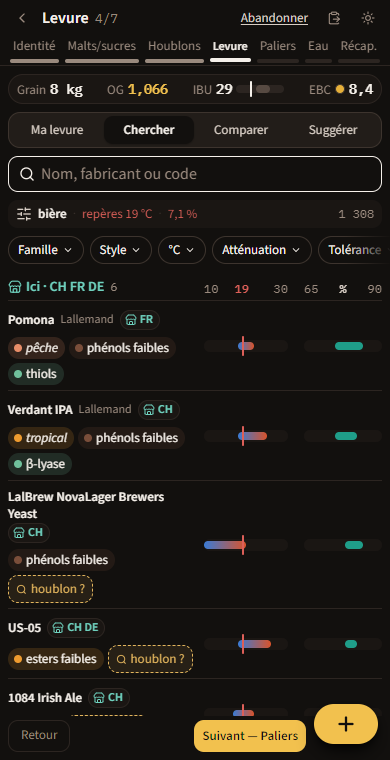 Levure 4/7 Abandonner
Identité Malts/sucres Houblons Levure Paliers Eau Récap.
Grain 8 kg OG 1,066 IBU 29 EBC 8,4
Ma levure Chercher Comparer Suggérer
Nom, fabricant ou code
bière · repères 19 °C · 7,1 % 1 308
Famille Style °C Atténuation Tolérance
Ici · CH FR DE 6 10 19 30 65 % 90
Pomona Lallemand FR
pêche phénols faibles
thiols
Verdant IPA Lallemand CH
tropical phénols faibles
β-lyase
LalBrew NovaLager Brewers
Yeast
CH
phénols faibles
houblon ?
US-05 CH DE
esters faibles houblon ?
1084 Irish Ale CH
Retour Suivant — Paliers +